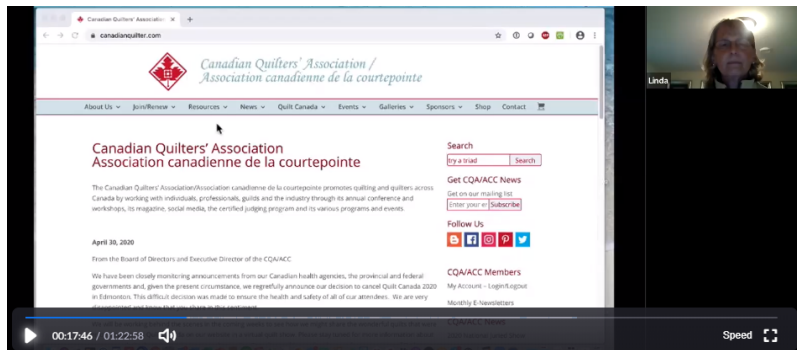 Canadian Quilters' Association
canadianquilter.com
Canadian Quilters' Association /
Association canadienne de la courtepointe
About Us Join/Renew Resources News Quilt Canada Events Galleries Sponsors Shop Contact
Canadian Quilters' Association
Association canadienne de la courtepointe
The Canadian Quilters' Association/Association canadienne de la courtepointe promotes quilting and quilters across
Canada by working with individuals, professionals, guilds and the industry through its annual conference and
workshops, its magazine, social media, the certified judging program and its various programs and events.
April 30, 2020
From the Board of Directors and Executive Director of the CQA/ACC
We have been closely monitoring announcements from our Canadian health agencies, the provincial and federal
governments and, given the present circumstance, we regretfully announce our decision to cancel Quilt Canada 2020
in Edmonton. This difficult decision was made to ensure the health and safety of all of our attendees. We are very
Search
try a triad Search
Get CQA/ACC News
Get on our mailing list
Enter your er Subscribe
Follow Us
CQA/ACC Members
My Account – Login/Logout
Monthly E-Newsletters
CQA/ACC News
Linda
00:17:46 / 01:22:58
Speed